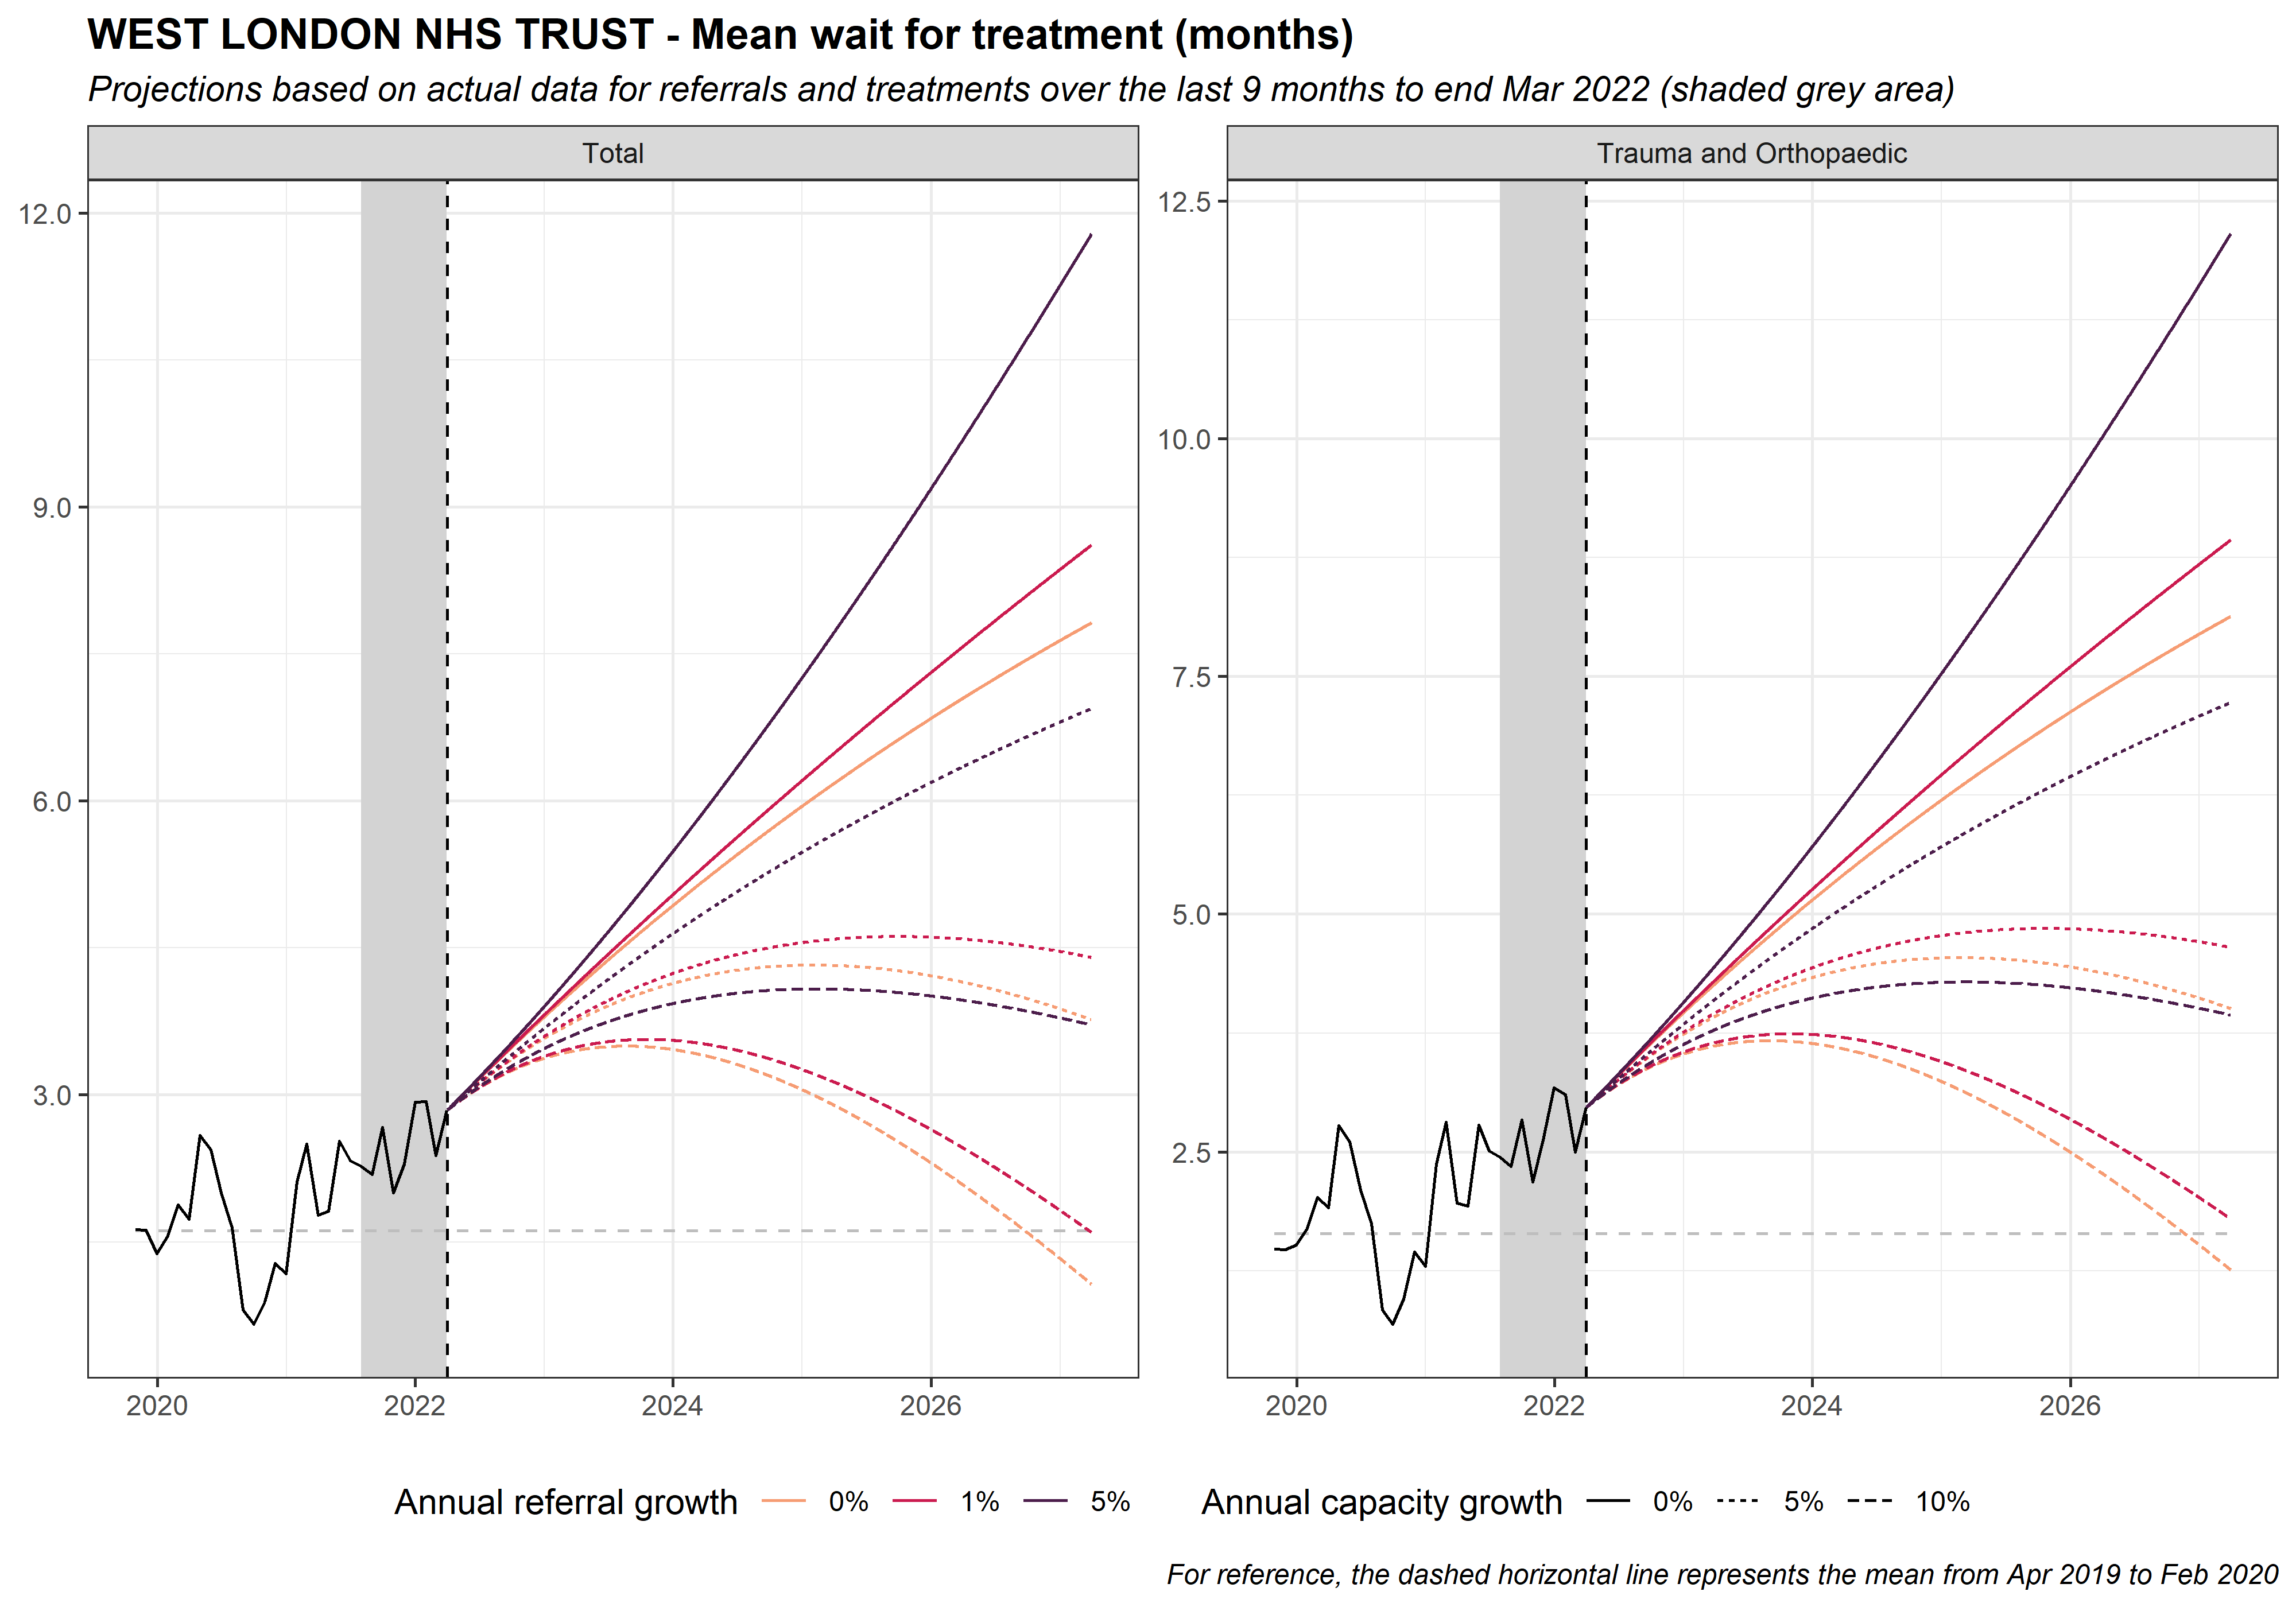 WEST LONDON NHS TRUST - Mean wait for treatment (months)
Projections based on actual data for referrals and treatments over the last 9 months to end Mar 2022 (shaded grey area)
Total
12.0
9.0
6.0
3.0
2020 2022 2024 2026
Trauma and Orthopaedic
12.5
10.0
7.5
5.0
2.5
2020 2022 2024 2026
Annual referral growth 0% 1% 5%
Annual capacity growth 0% 5% 10%
For reference, the dashed horizontal line represents the mean from Apr 2019 to Feb 2020